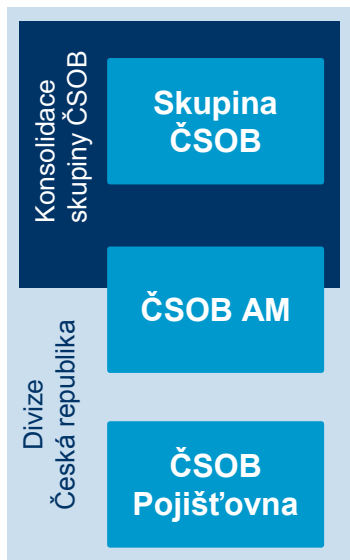 Konsolidace
skupiny ČSOB
Skupina
ČSOB
ČSOB AM
Divize
Česká republika
ČSOB
Pojišťovna